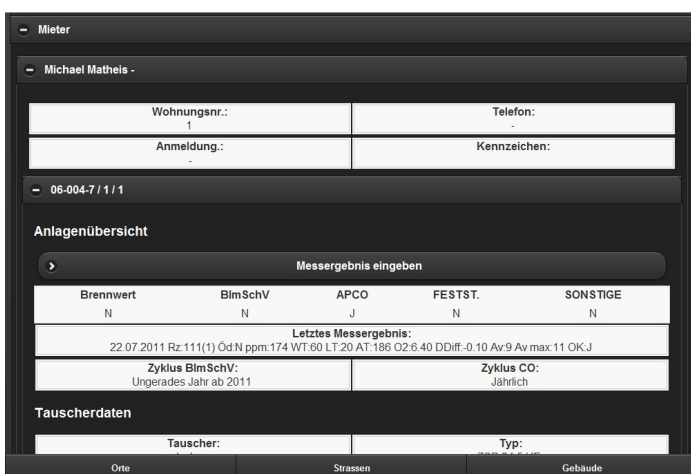 Mieter
Michael Matheis -
Wohnungsnr.: Telefon:
1 -
Anmeldung.: Kennzeichen:
-
06-004-7 / 1 / 1
Anlagenübersicht
Messergebnis eingeben
Brennwert BImSchV APCO FESTST. SONSTIGE
N N J N N
Letztes Messergebnis:
22.07.2011 Rz:111(1) Öd:N ppm:174 WT:60 LT:20 AT:186 O2:6.40 DDiff:-0.10 Av:9 Av max:11 OK:J
Zyklus BImSchV: Zyklus CO:
Ungerades Jahr ab 2011 Jährlich
Tauscherdaten
Tauscher: Typ:
Orte Strassen Gebäude